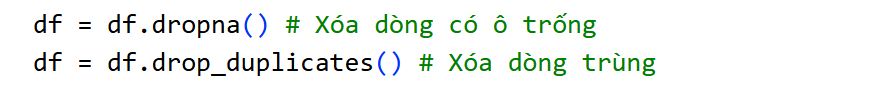 df = df.dropna() # Xóa dòng có ô trống
df = df.drop_duplicates() # Xóa dòng trùng